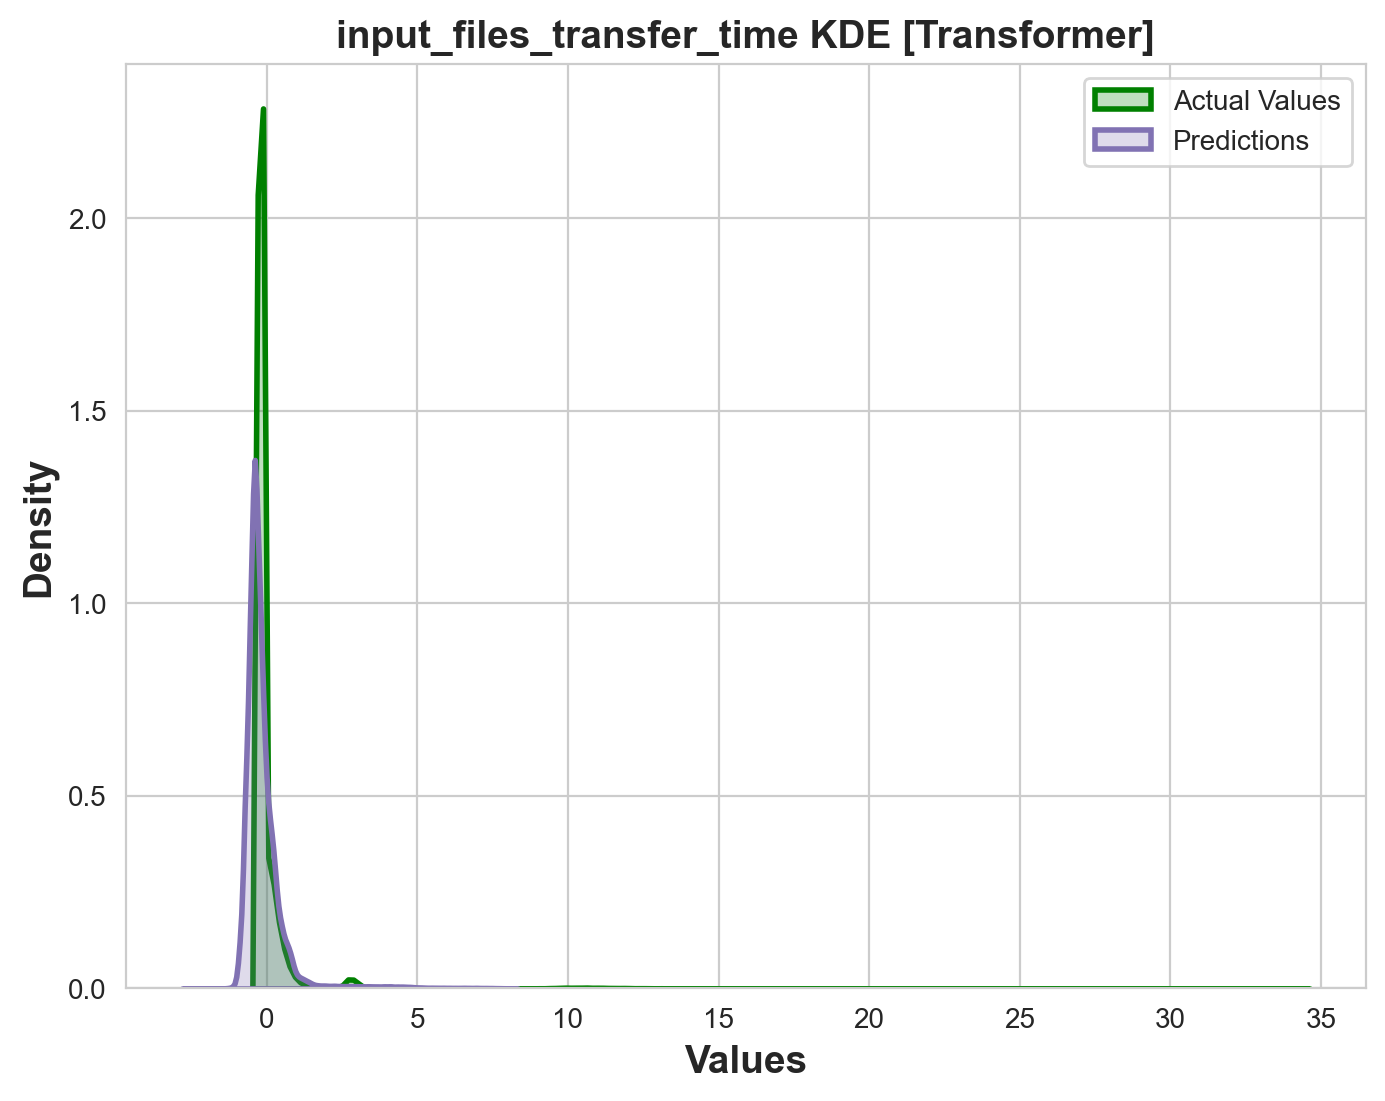 input_files_transfer_time KDE [Transformer]
Actual Values
Predictions
Density
2.0
1.5
1.0
0.5
0.0
0 5 10 15 20 25 30 35
Values